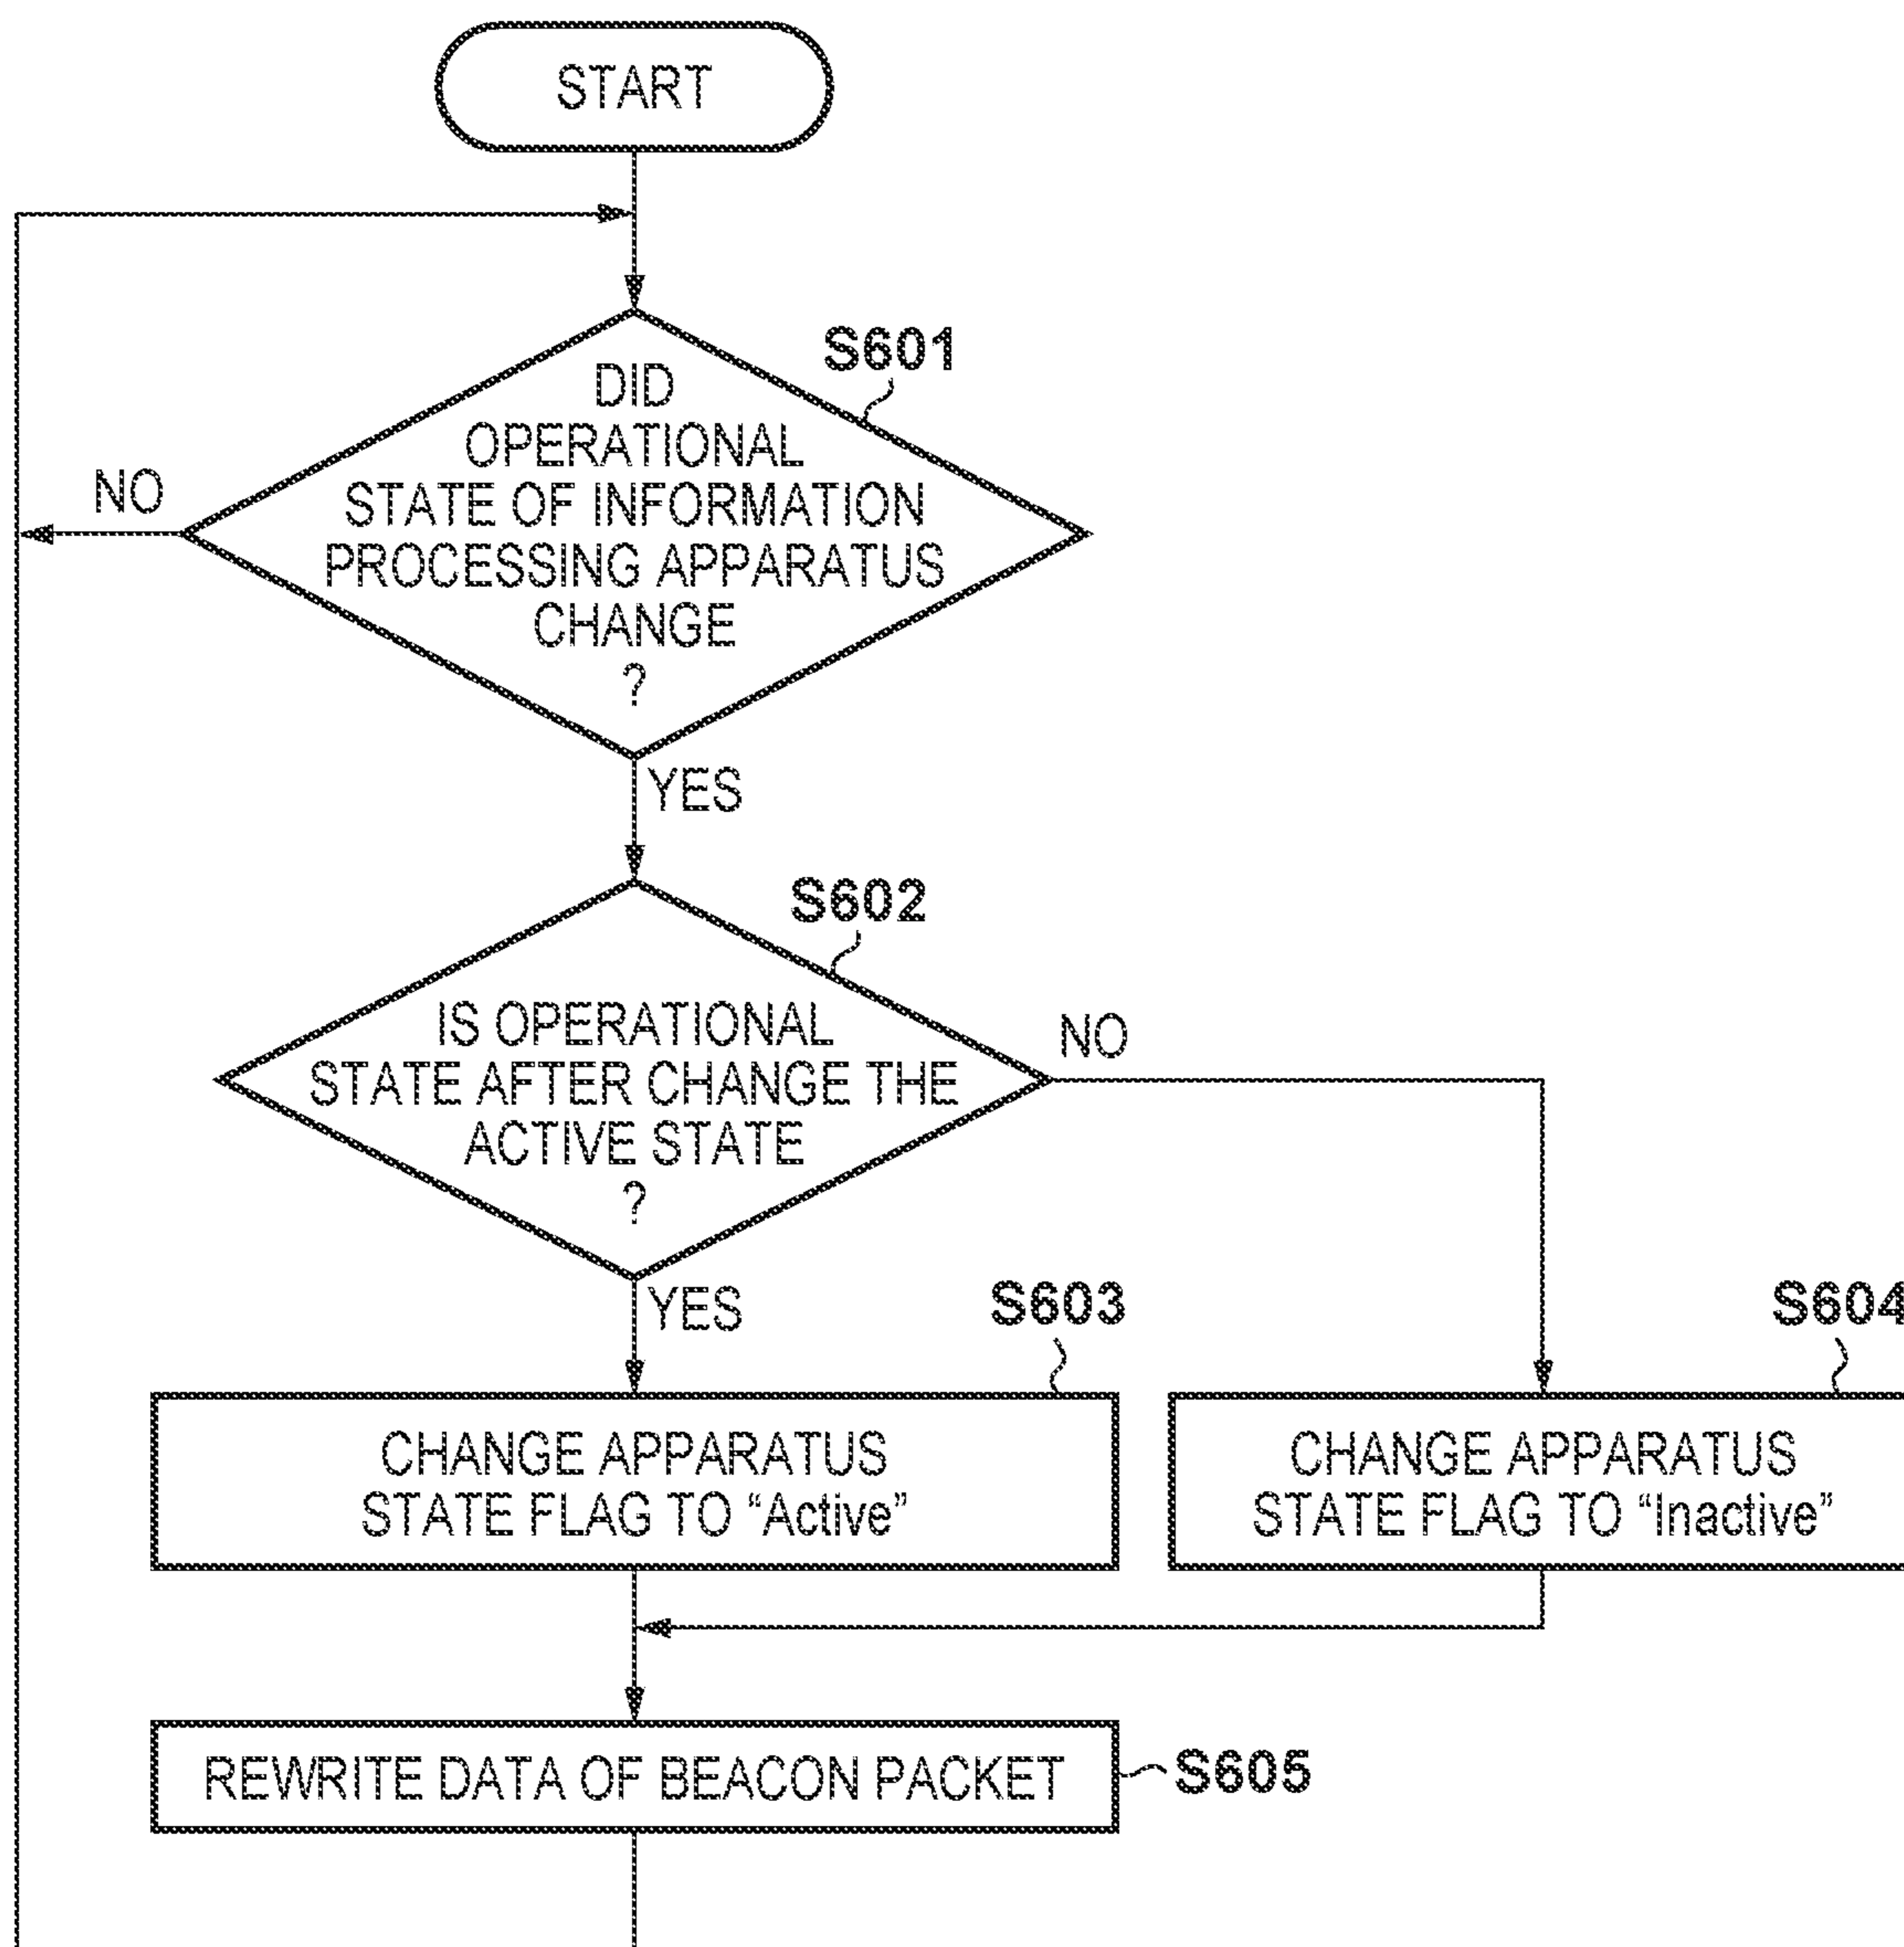 START
S601
DID
OPERATIONAL
STATE OF INFORMATION
PROCESSING APPARATUS
CHANGE
?
NO
YES
S602
IS OPERATIONAL
STATE AFTER CHANGE THE
ACTIVE STATE
?
NO
YES
S603
CHANGE APPARATUS
STATE FLAG TO “Active”
S604
CHANGE APPARATUS
STATE FLAG TO “Inactive”
REWRITE DATA OF BEACON PACKET
S605